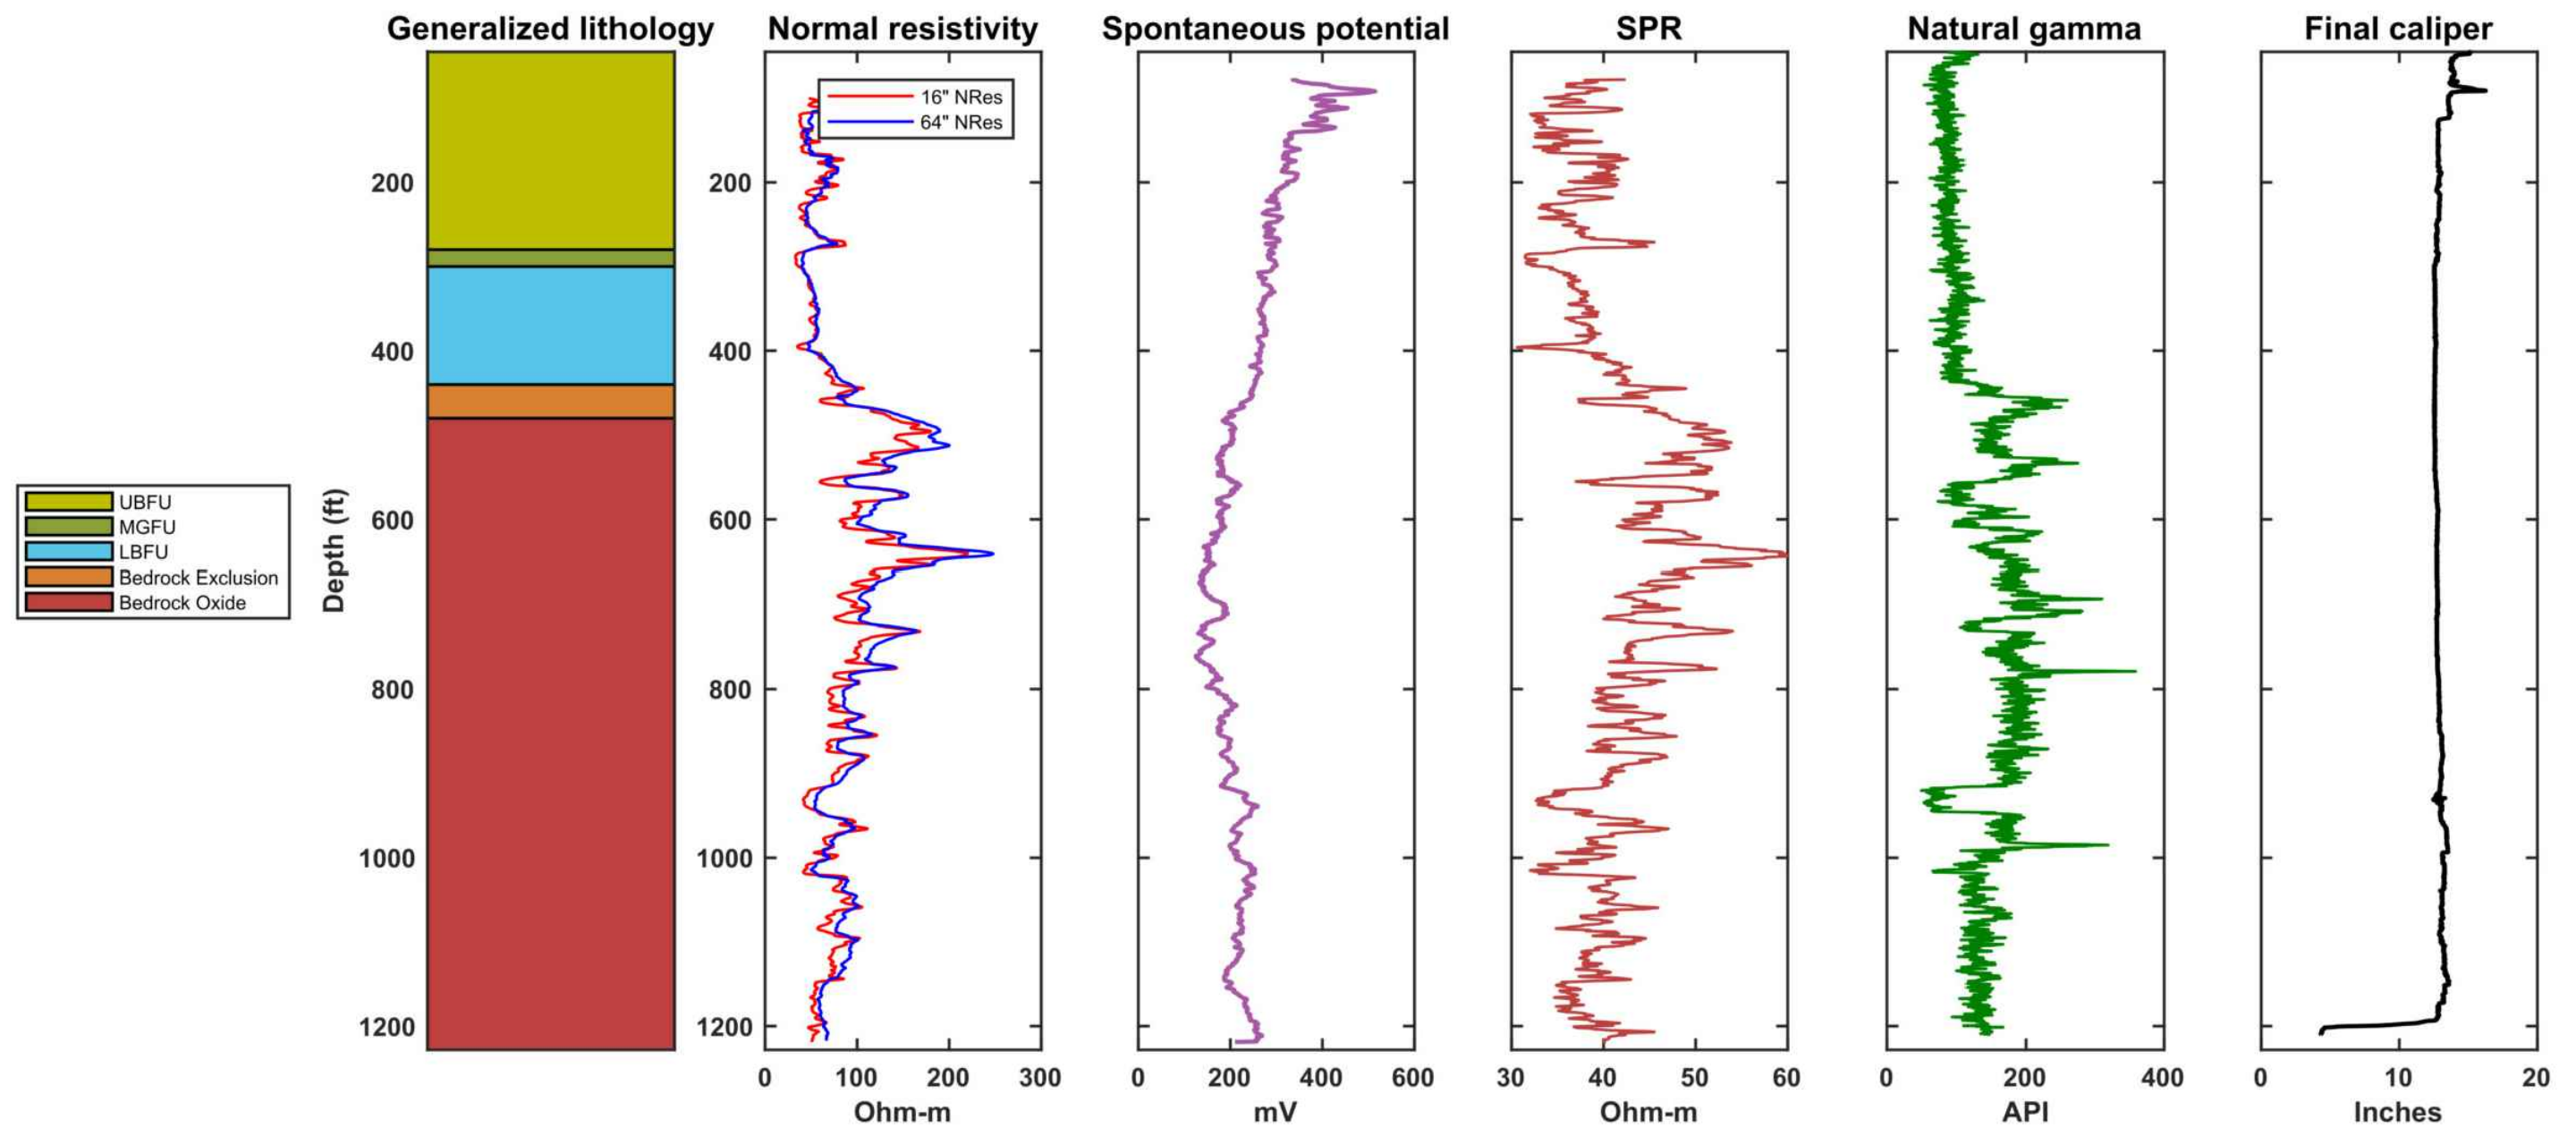 Generalized lithology
Normal resistivity
Spontaneous potential
SPR
Natural gamma
Final caliper
16" NRes
64" NRes
UBFU
MGFU
LBFU
Bedrock Exclusion
Bedrock Oxide
Depth (ft)
200
400
600
800
1000
1200
200
400
600
800
1000
1200
0 100 200 300
Ohm-m
0 200 400 600
mV
30 40 50 60
Ohm-m
0 200 400
API
0 10 20
Inches